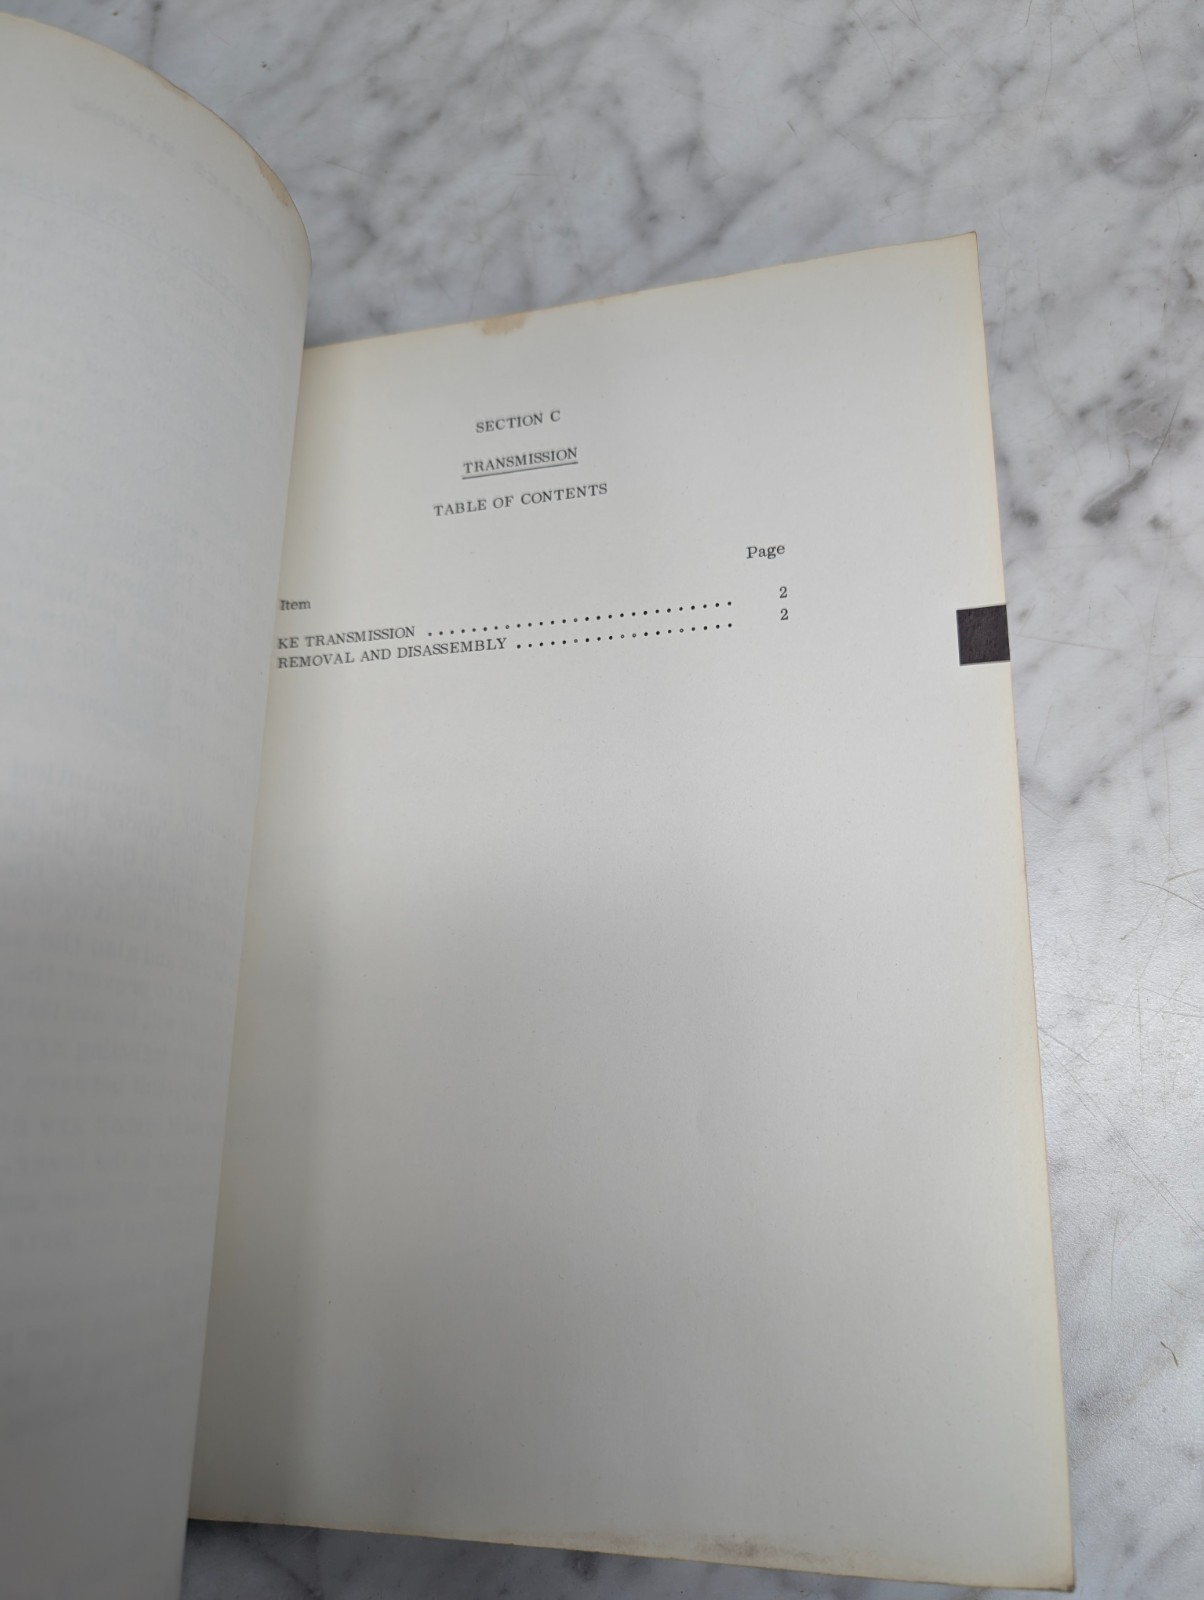 SECTION C
TRANSMISSION
TABLE OF CONTENTS
Item Page
KE TRANSMISSION . . . . . . . . . . . . . . . . . . . . . . . . . . . . 2
REMOVAL AND DISASSEMBLY . . . . . . . . . . . . . . . . . . . . 2